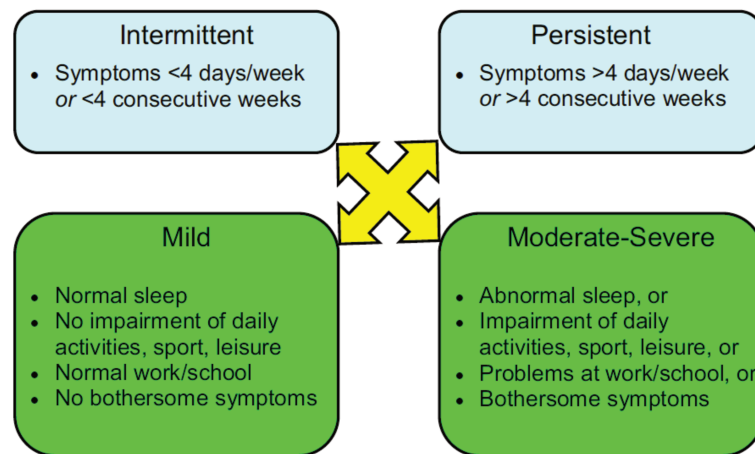 Intermittent
• Symptoms <4 days/week
or <4 consecutive weeks
Persistent
• Symptoms >4 days/week
or >4 consecutive weeks
Mild
• Normal sleep
• No impairment of daily
activities, sport, leisure
• Normal work/school
• No bothersome symptoms
Moderate-Severe
• Abnormal sleep, or
• Impairment of daily
activities, sport, leisure, or
• Problems at work/school, or
• Bothersome symptoms